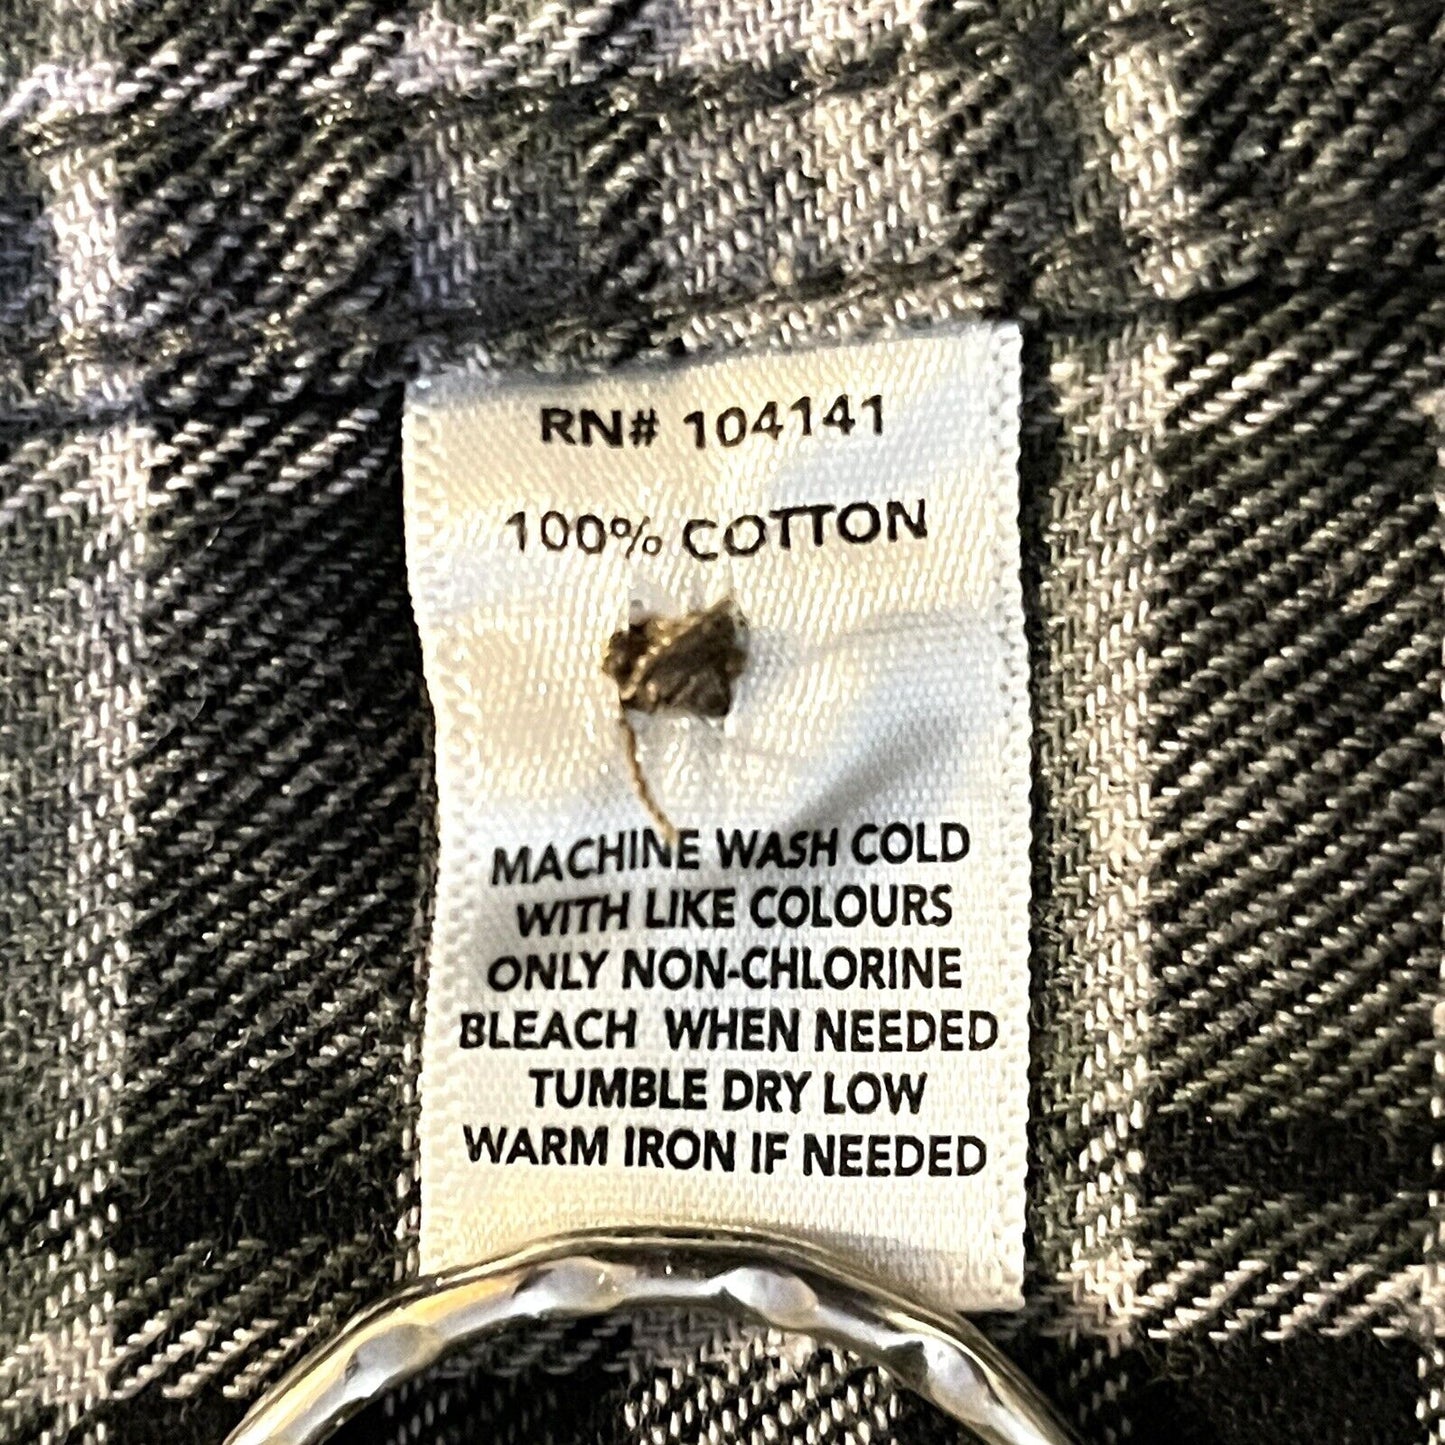 RN# 104141
100% COTTON
MACHINE WASH COLD
WITH LIKE COLOURS
ONLY NON-CHLORINE
BLEACH WHEN NEEDED
TUMBLE DRY LOW
WARM IRON IF NEEDED